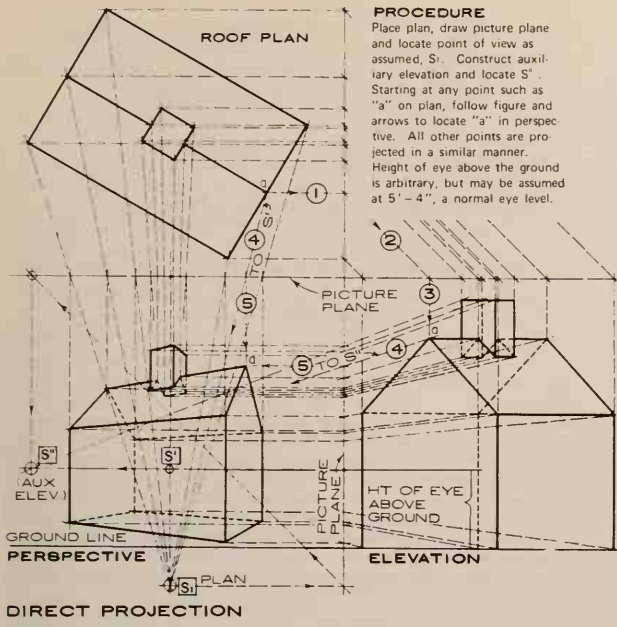 ROOF PLAN
PROCEDURE
Place plan, draw picture plane
and locate point of view as
assumed, S₁. Construct auxil-
iary elevation and locate S".
Starting at any point such as
"a" on plan, follow figure and
arrows to locate "a" in perspec-
tive. All other points are pro-
jected in a similar manner.
Height of eye above the ground
is arbitrary, but may be assumed
at 5' - 4", a normal eye level.
a
1
4
TO S₁
2
5
PICTURE
PLANE
3
a
a
5
TO S"
4
S"
(AUX
ELEV.)
S'
PICTURE
PLANE
HT OF EYE
ABOVE
GROUND
GROUND LINE
PERSPECTIVE
ELEVATION
S₁ PLAN
DIRECT PROJECTION